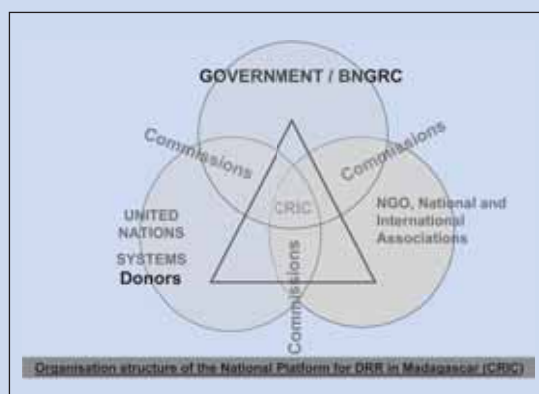 GOVERNMENT / BNGRC
Commissions
Commissions
CRIC
UNITED
NATIONS
SYSTEMS
Donors
NGO, National and
International
Associations
Commissions
Organisation structure of the National Platform for DRR in Madagascar (CRIC)